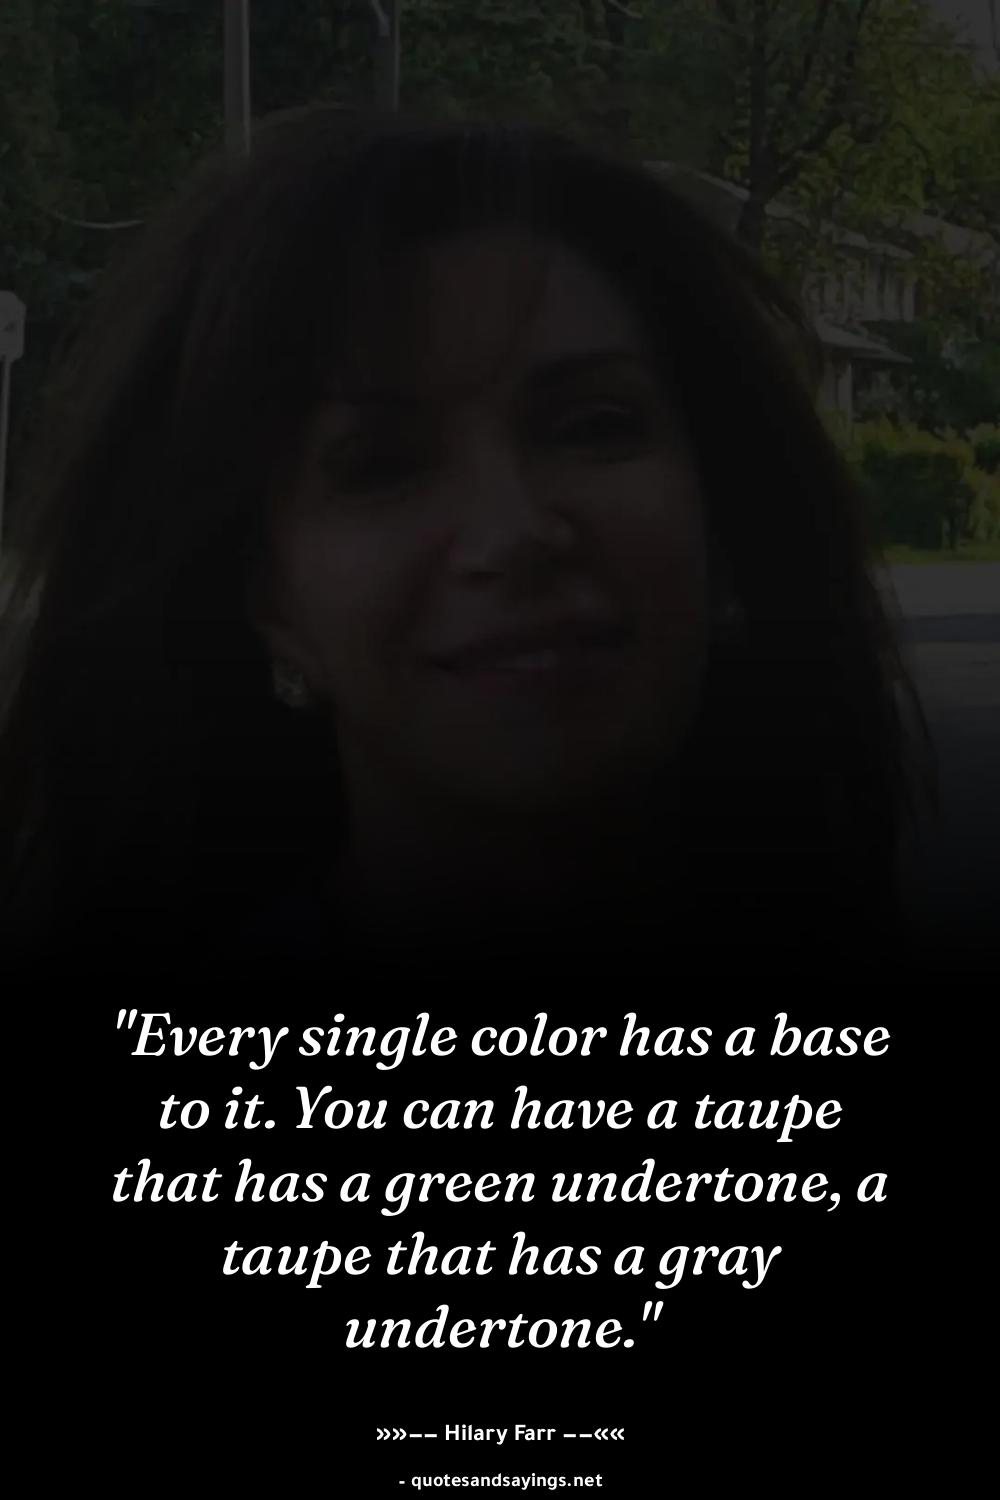 "Every single color has a base
to it. You can have a taupe
that has a green undertone, a
taupe that has a gray
undertone."
»»—— Hilary Farr ——««
- quotesandsayings.net